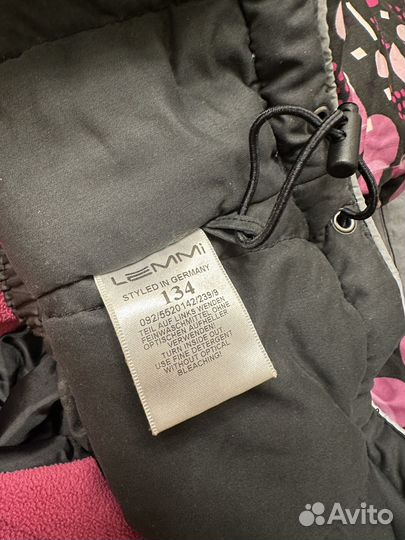 LEMMi
STYLED IN GERMANY
134
092/5520142/239/9
TEIL AUF LINKS WENDEN
FEINWASCHMITTEL OHNE
OPTISCHEN AUFHELLER
VERWENDEN.
TURN INSIDE OUT
USE FINE DETERGENT
WITHOUT OPTICAL
BLEACHING!
Avito